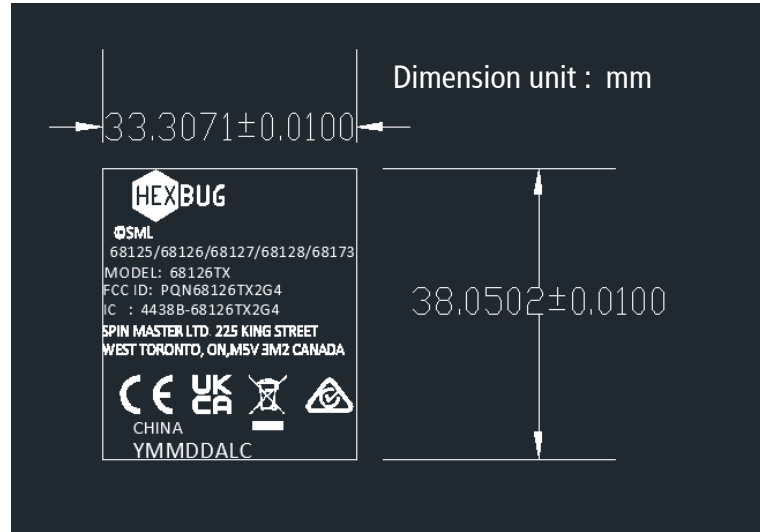 Dimension unit : mm
33.3071±0.0100
HEXBUG
©SML
68125/68126/68127/68128/68173
MODEL: 68126TX
FCC ID: PQN68126TX2G4
IC : 4438B-68126TX2G4
SPIN MASTER LTD. 225 KING STREET
WEST TORONTO, ON,M5V 3M2 CANADA
38.0502±0.0100
CE UK CA
CHINA
YMMDDALC